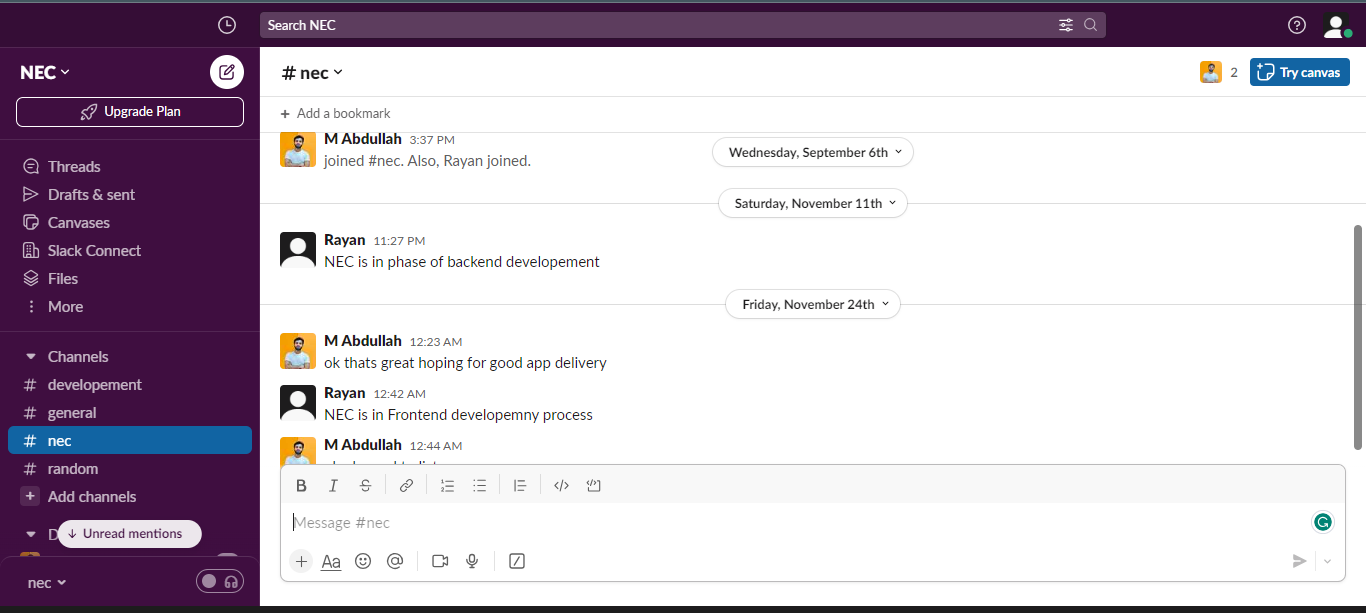 Search NEC
NEC
Upgrade Plan
Threads
Drafts & sent
Canvases
Slack Connect
Files
More
Channels
# developement
# general
# nec
# random
+ Add channels
D
↓ Unread mentions
nec
# nec
2
Try canvas
+ Add a bookmark
M Abdullah 3:37 PM
joined #nec. Also, Rayan joined.
Wednesday, September 6th
Saturday, November 11th
Rayan 11:27 PM
NEC is in phase of backend developement
Friday, November 24th
M Abdullah 12:23 AM
ok thats great hoping for good app delivery
Rayan 12:42 AM
NEC is in Frontend developemny process
M Abdullah 12:44 AM
B I S
Message #nec
+ Aa @